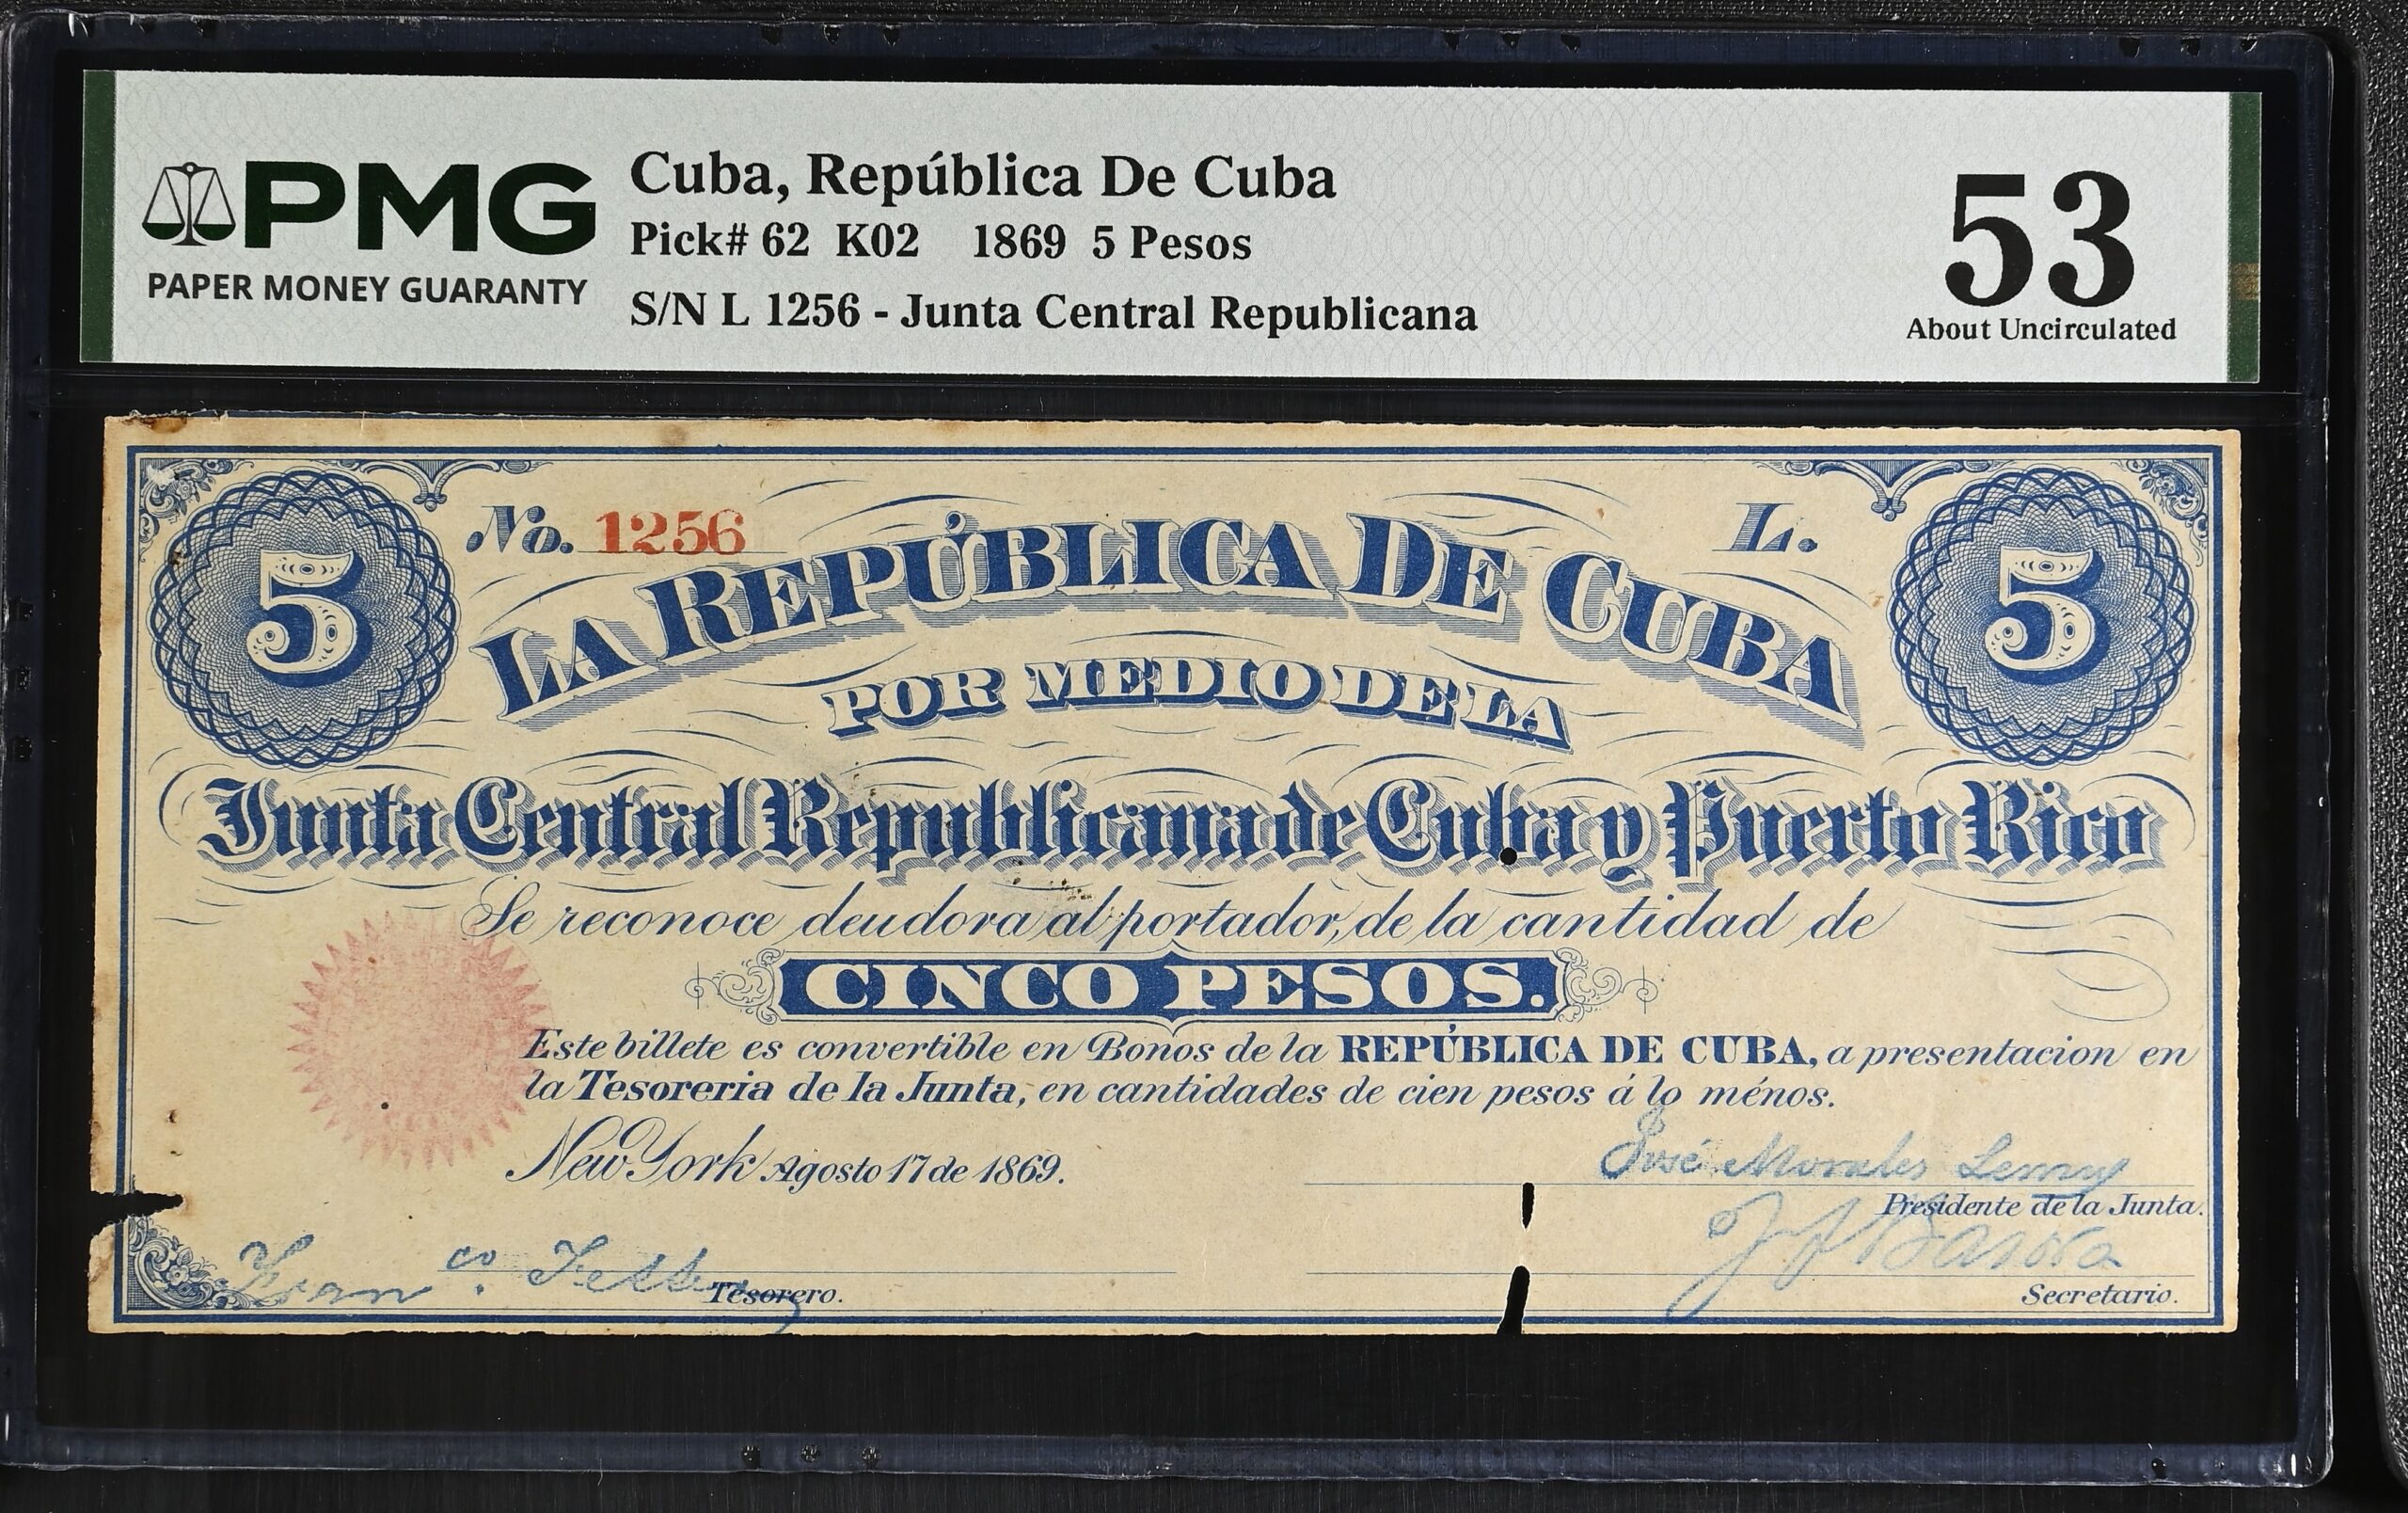 PMG
PAPER MONEY GUARANTY
Cuba, República De Cuba
Pick# 62 K02 1869 5 Pesos
S/N L 1256 - Junta Central Republicana
53
About Uncirculated
5
No. 1256
L.
5
LA REPÚBLICA DE CUBA
POR MEDIO DE LA
Junta Central Republicana de Cuba y Puerto Rico
Se reconoce deudora al portador, de la cantidad de
CINCO PESOS.
Este billete es convertible en Bonos de la REPÚBLICA DE CUBA, a presentacion en
la Tesoreria de la Junta, en cantidades de cien pesos á lo ménos.
New York Agosto 17 de 1869.
José Morales Lemus
Presidente de la Junta.
Franco.
Tesorero.
Secretario.